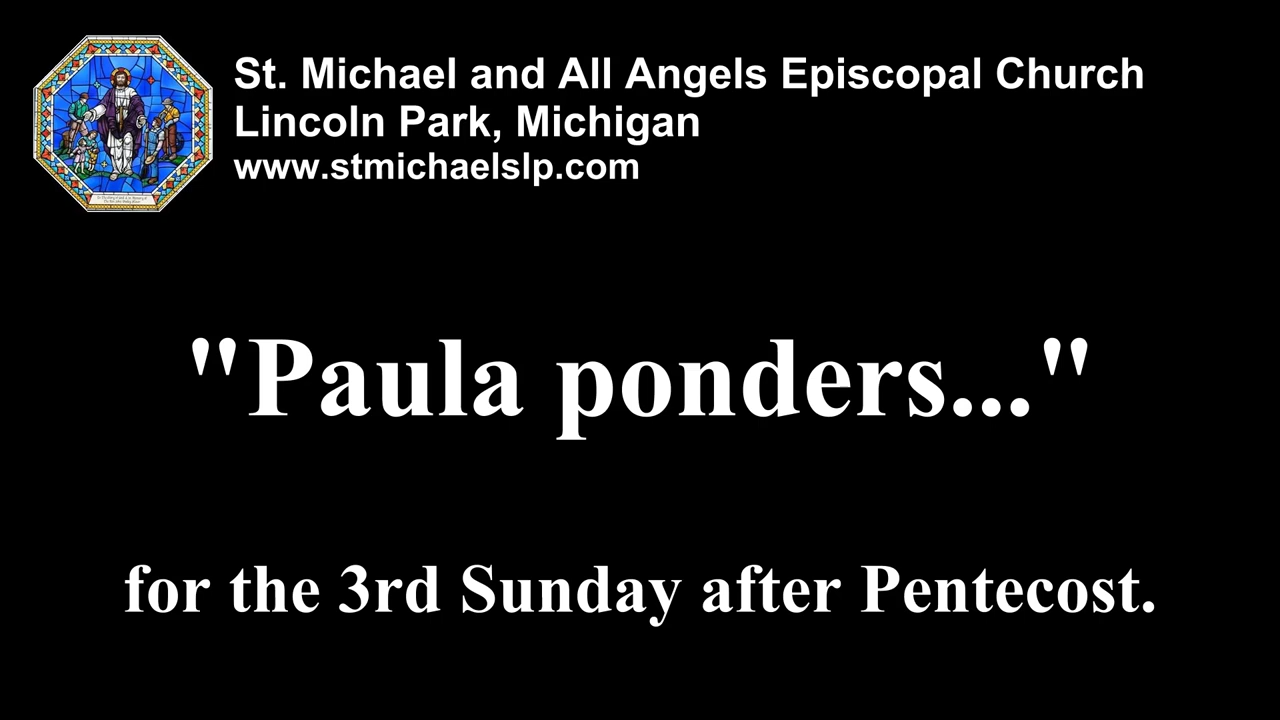 St. Michael and All Angels Episcopal Church
Lincoln Park, Michigan
www.stmichaelslp.com
"Paula ponders..."
for the 3rd Sunday after Pentecost.